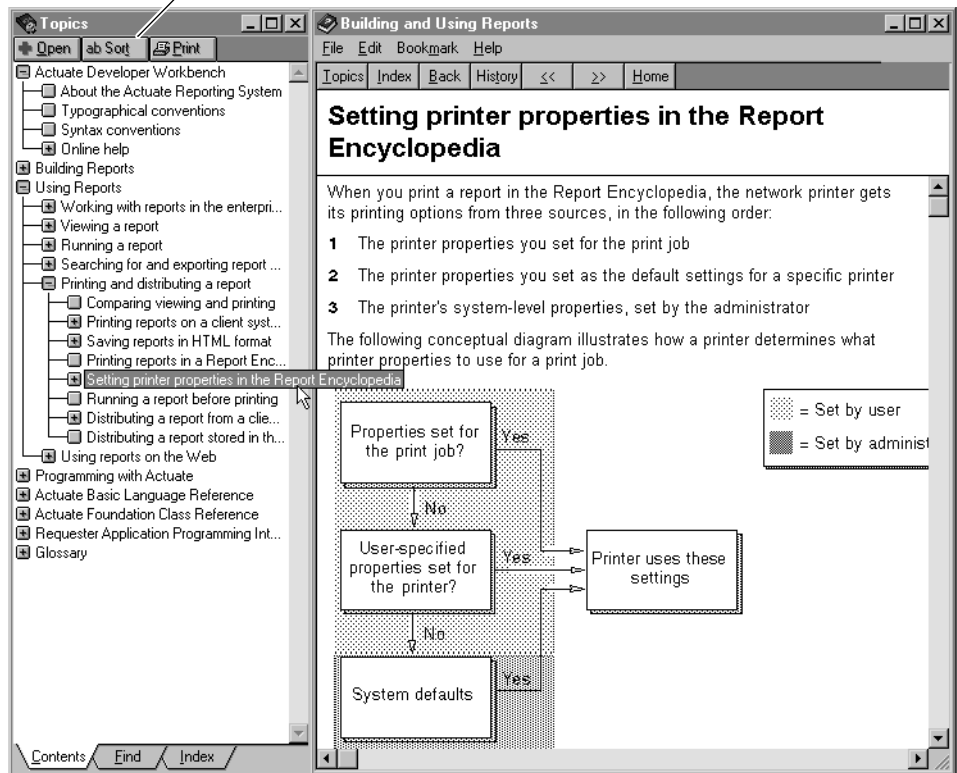 Topics
Open ab Sort Print
Actuate Developer Workbench
About the Actuate Reporting System
Typographical conventions
Syntax conventions
Online help
Building Reports
Using Reports
Working with reports in the enterpri...
Viewing a report
Running a report
Searching for and exporting report ...
Printing and distributing a report
Comparing viewing and printing
Printing reports on a client syst...
Saving reports in HTML format
Printing reports in a Report Enc...
Setting printer properties in the Report Encyclopedia
Running a report before printing
Distributing a report from a clie...
Distributing a report stored in th...
Using reports on the Web
Programming with Actuate
Actuate Basic Language Reference
Actuate Foundation Class Reference
Requester Application Programming Int...
Glossary
Contents Find Index
Building and Using Reports
File Edit Bookmark Help
Topics Index Back History << >> Home
Setting printer properties in the Report
Encyclopedia
When you print a report in the Report Encyclopedia, the network printer gets
its printing options from three sources, in the following order:
1 The printer properties you set for the print job
2 The printer properties you set as the default settings for a specific printer
3 The printer's system-level properties, set by the administrator
The following conceptual diagram illustrates how a printer determines what
printer properties to use for a print job.
= Set by user
= Set by administ
Properties set for
the print job?
Yes
No
User-specified
properties set for
the printer?
Yes
Printer uses these
settings
No
System defaults
Yes